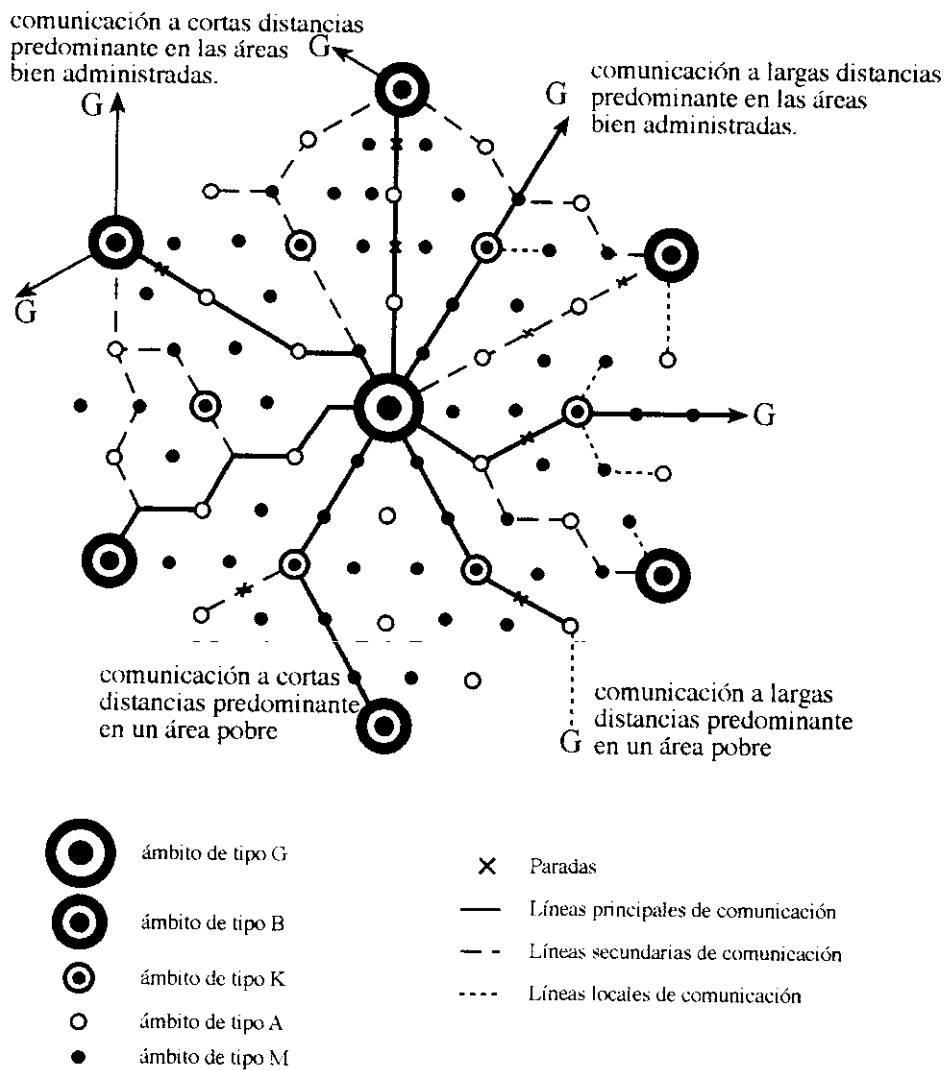 comunicación a cortas distancias
predominante en las áreas
bien administradas.
G
G
comunicación a largas distancias
predominante en las áreas
bien administradas.
G
G
G
comunicación a cortas
distancias predominante
en un área pobre
comunicación a largas
distancias predominante
en un área pobre
G
ámbito de tipo G
ámbito de tipo B
ámbito de tipo K
ámbito de tipo A
ámbito de tipo M
Paradas
Líneas principales de comunicación
Líneas secundarias de comunicación
Líneas locales de comunicación